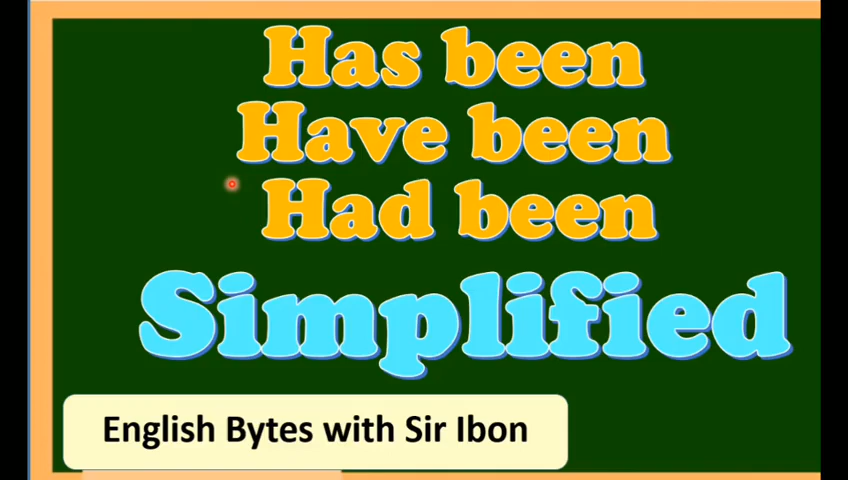 Has been
Have been
Had been
Simplified
English Bytes with Sir Ibon